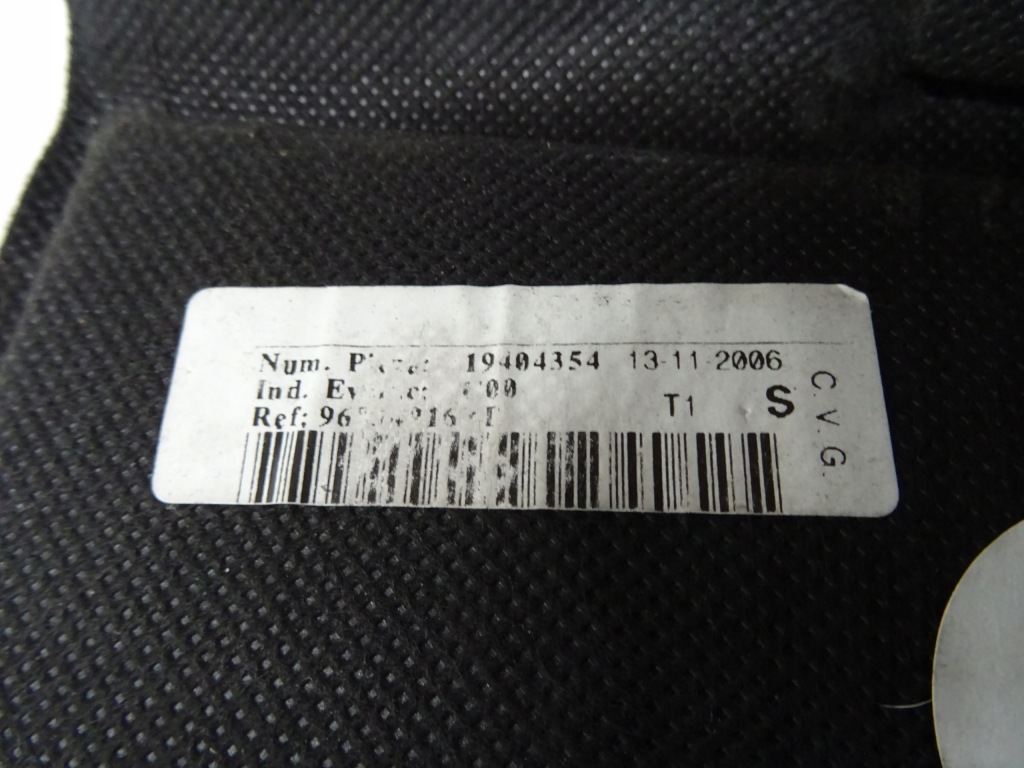 Num. 19404354 13-11-2006
Ind.
T1 S
Ref:
C.V.G.